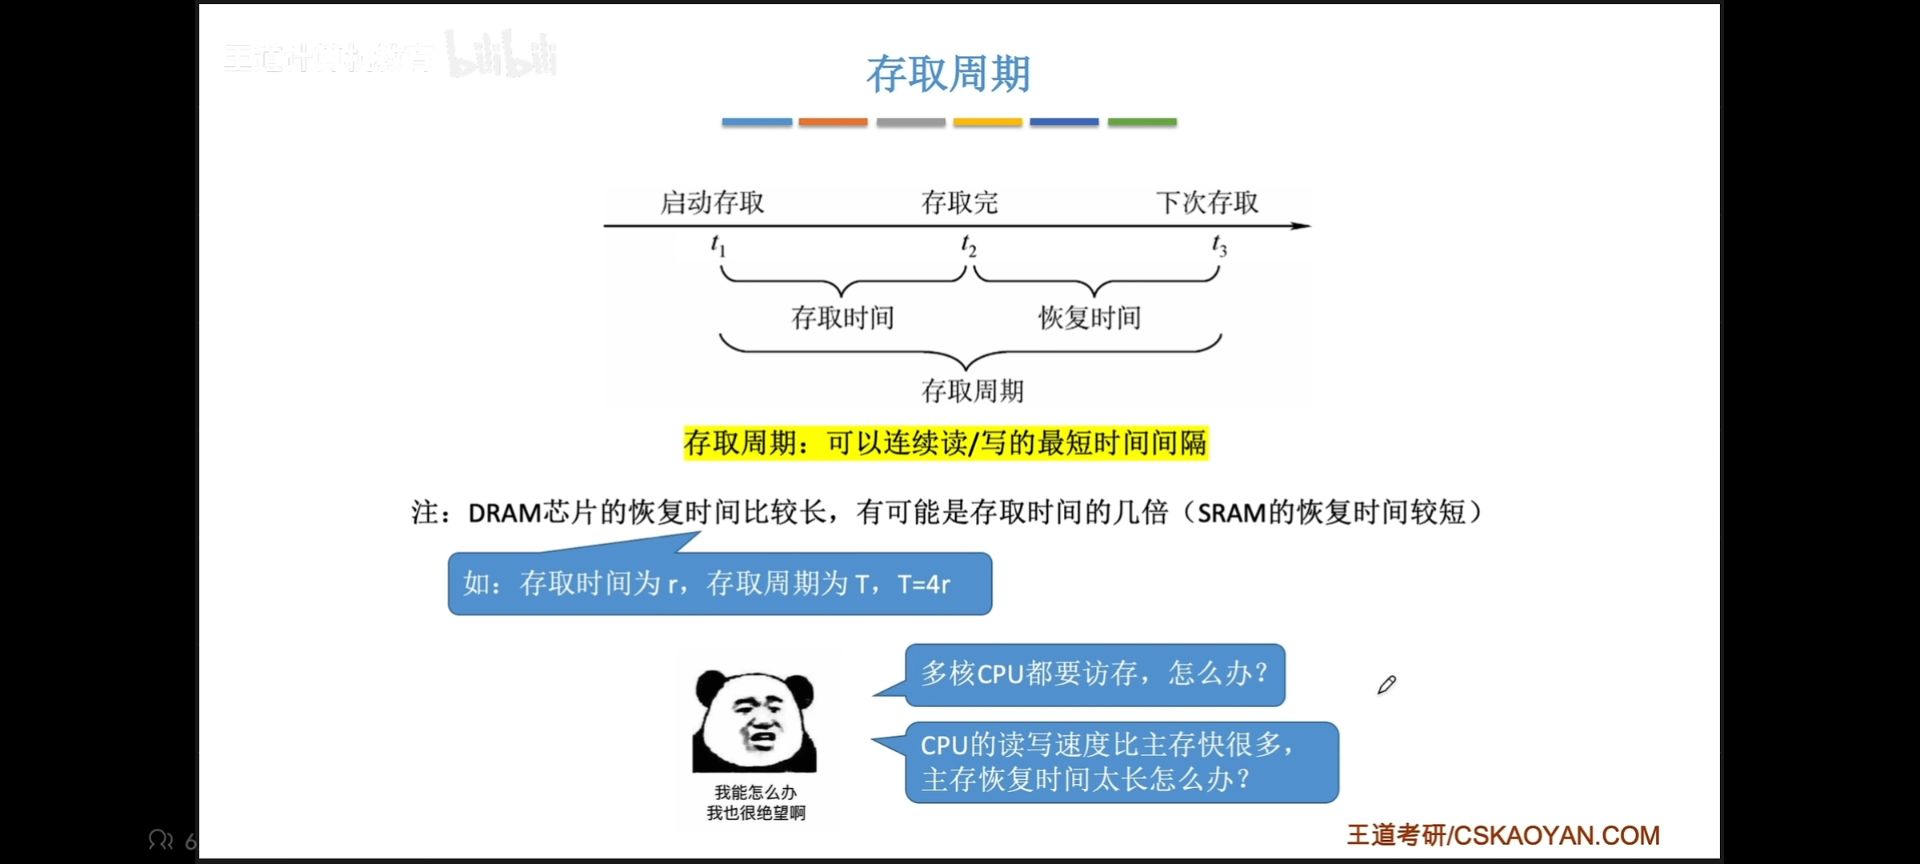 王道计算机教育 bilibili
存取周期
启动存取 存取完 下次存取
t1 t2 t3
存取时间 恢复时间
存取周期
存取周期：可以连续读/写的最短时间间隔
注：DRAM芯片的恢复时间比较长，有可能是存取时间的几倍（SRAM的恢复时间较短）
如：存取时间为 r，存取周期为 T，T=4r
多核CPU都要访存，怎么办？
CPU的读写速度比主存快很多，
主存恢复时间太长怎么办？
我能怎么办
我也很绝望啊
王道考研/CSKAOYAN.COM
6